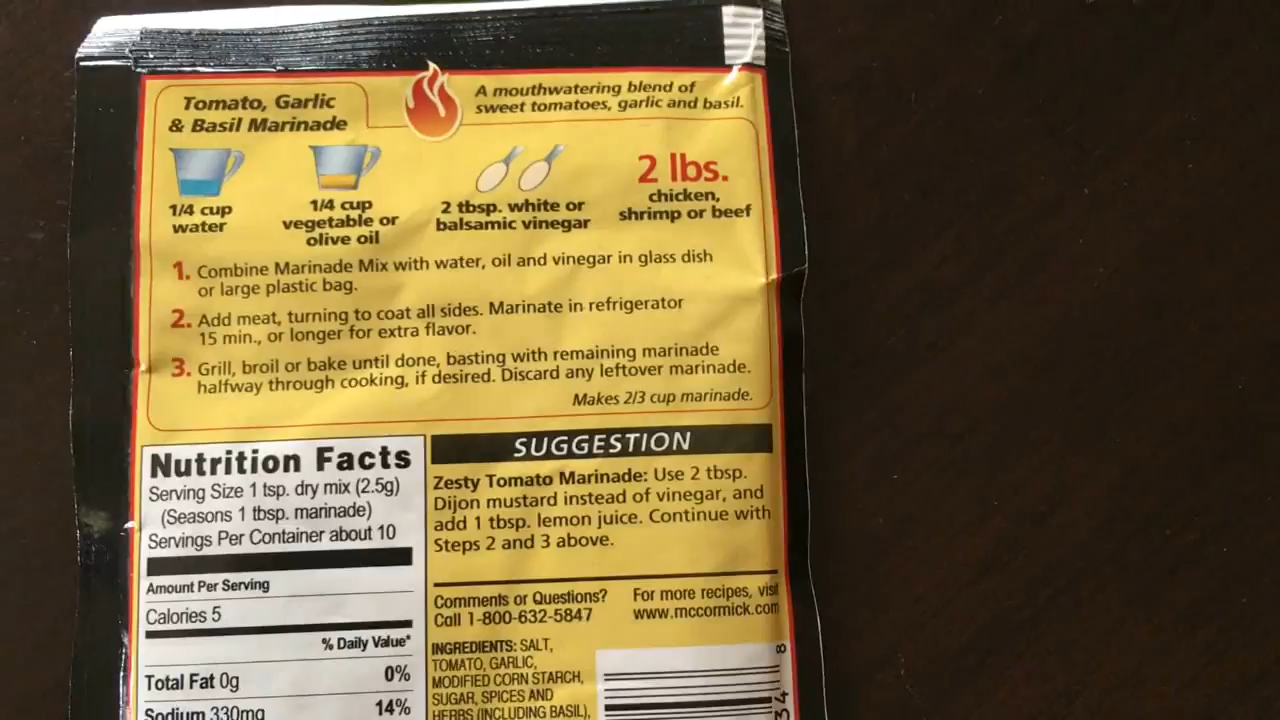 Tomato, Garlic
& Basil Marinade
A mouthwatering blend of
sweet tomatoes, garlic and basil.
1/4 cup
water
1/4 cup
vegetable or
olive oil
2 tbsp. white or
balsamic vinegar
2 lbs.
chicken,
shrimp or beef
1. Combine Marinade Mix with water, oil and vinegar in glass dish
or large plastic bag.
2. Add meat, turning to coat all sides. Marinate in refrigerator
15 min., or longer for extra flavor.
3. Grill, broil or bake until done, basting with remaining marinade
halfway through cooking, if desired. Discard any leftover marinade.
Makes 2/3 cup marinade.
Nutrition Facts
Serving Size 1 tsp. dry mix (2.5g)
(Seasons 1 tbsp. marinade)
Servings Per Container about 10
Amount Per Serving
Calories 5
% Daily Value*
Total Fat 0g 0%
Sodium 330mg 14%
SUGGESTION
Zesty Tomato Marinade: Use 2 tbsp.
Dijon mustard instead of vinegar, and
add 1 tbsp. lemon juice. Continue with
Steps 2 and 3 above.
Comments or Questions?
Call 1-800-632-5847
For more recipes, visit
www.mccormick.com
INGREDIENTS: SALT,
TOMATO, GARLIC,
MODIFIED CORN STARCH,
SUGAR, SPICES AND
HERBS (INCLUDING BASIL),
8
34